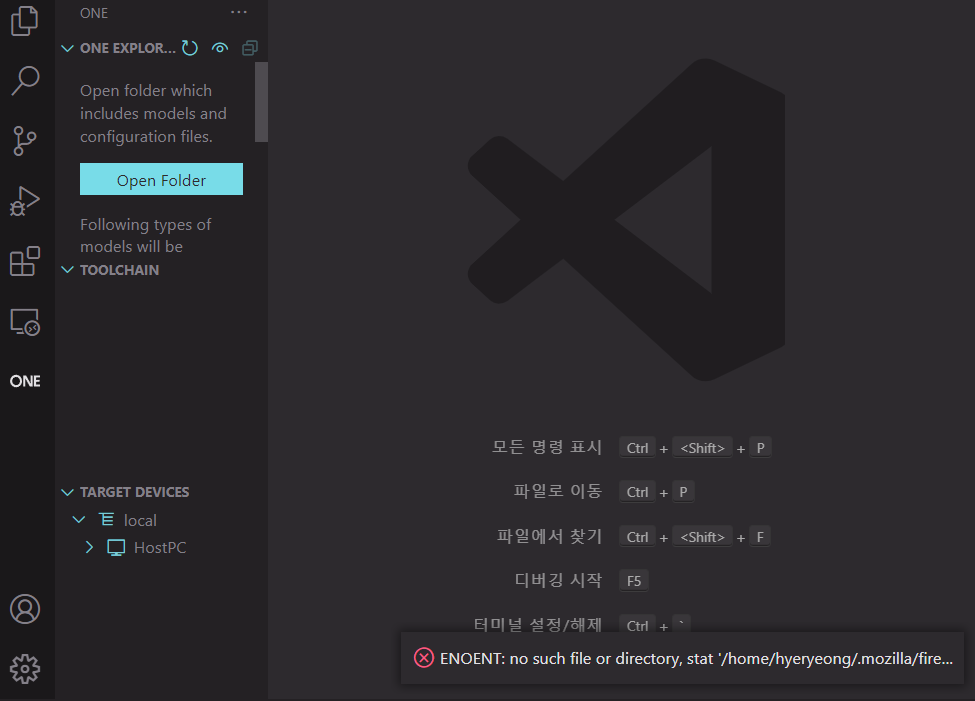 ONE
ONE EXPLOR...
Open folder which
includes models and
configuration files.
Open Folder
Following types of
models will be
TOOLCHAIN
ONE
TARGET DEVICES
local
HostPC
모든 명령 표시 Ctrl + <Shift> + P
파일로 이동 Ctrl + P
파일에서 찾기 Ctrl + <Shift> + F
디버깅 시작 F5
터미널 설정/해제 Ctrl + `
ENOENT: no such file or directory, stat '/home/hyeryeong/.mozilla/fire...